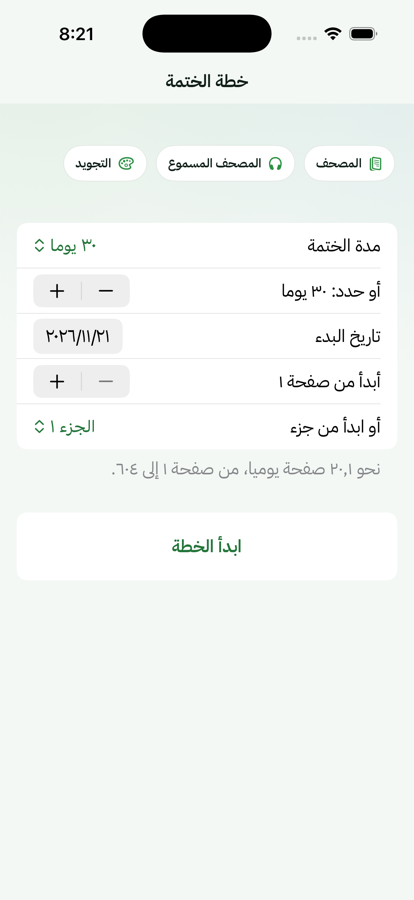 8:21
خطة الختمة
المصحف
المصحف المسموع
التجويد
مدة الختمة
٣٠ يوما
أو حدد: ٣٠ يوما
تاريخ البدء
٢٠٢٦/١١/٢١
أبدأ من صفحة ١
أو ابدأ من جزء
الجزء ١
نحو ٢٠,١ صفحة يوميا، من صفحة ١ إلى ٦٠٤.
ابدأ الخطة